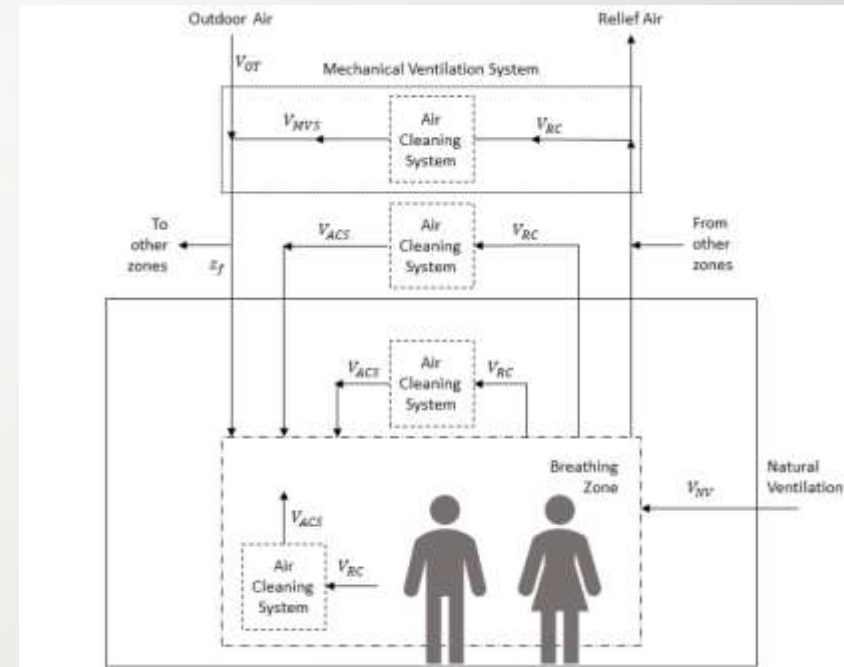 Outdoor Air
Relief Air
V_OT
Mechanical Ventilation System
V_MVS
Air
Cleaning
System
V_RC
To
other
zones
z_f
V_ACS
Air
Cleaning
System
V_RC
From
other
zones
V_ACS
Air
Cleaning
System
V_RC
Breathing
Zone
Natural
Ventilation
V_NV
V_ACS
Air
Cleaning
System
V_RC